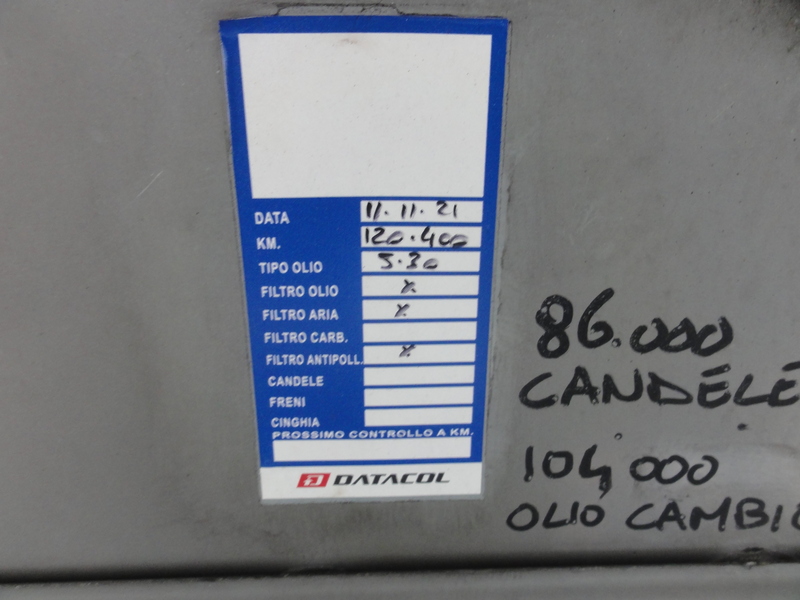 DATA 11.11.21
KM. 120.400
TIPO OLIO 5.30
FILTRO OLIO X
FILTRO ARIA X
FILTRO CARB.
FILTRO ANTIPOLL. X
CANDELE
FRENI
CINGHIA
PROSSIMO CONTROLLO A KM.
DATACOL
86.000
CANDELE
104,000
OLIO CAMBIO